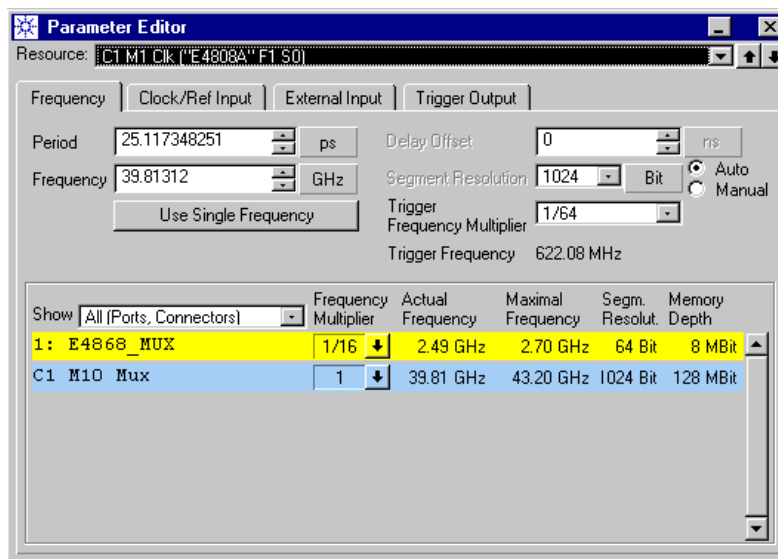 Parameter Editor
Resource: C1 M1 Clk ("E4808A" F1 S0)
Frequency Clock/Ref Input External Input Trigger Output
Period 25.117348251 ps Delay Offset 0 ns
Frequency 39.81312 GHz Segment Resolution 1024 Bit Auto
Manual
Use Single Frequency Trigger
Frequency Multiplier 1/64
Trigger Frequency 622.08 MHz
Show All (Ports, Connectors) Frequency Multiplier Actual Frequency Maximal Frequency Segm. Resolut. Memory Depth
1: E4868_MUX 1/16 2.49 GHz 2.70 GHz 64 Bit 8 MBit
C1 M10 Mux 1 39.81 GHz 43.20 GHz 1024 Bit 128 MBit